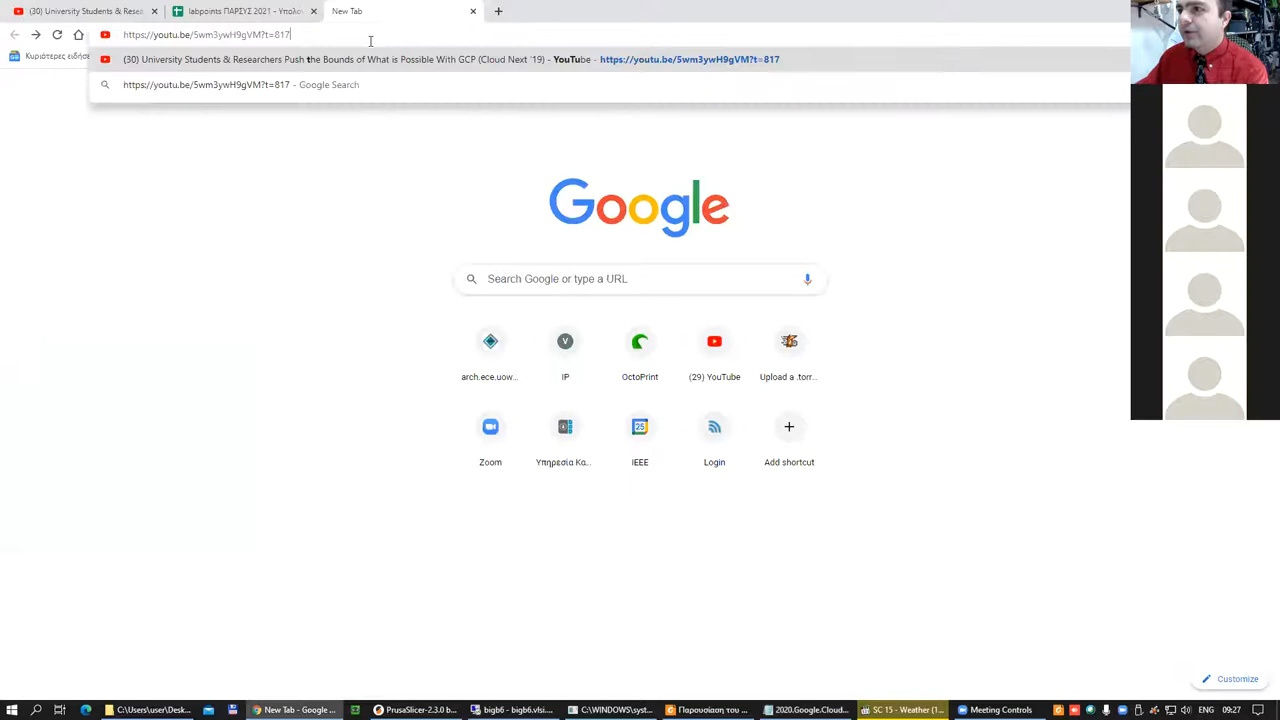 (30) University Students & Resea
labpoints ΠΑΡΣΥΣ 2021 - Υπολογ
New Tab
https://youtu.be/5wm3ywH9gVM?t=817
Κυριότερες ειδήσε
(30) University Students & Researchers Push the Bounds of What is Possible With GCP (Cloud Next '19) - YouTube - https://youtu.be/5wm3ywH9gVM?t=817
https://youtu.be/5wm3ywH9gVM?t=817 - Google Search
Google
Search Google or type a URL
V
arch.ece.uow...
IP
OctoPrint
(29) YouTube
Upload a .torr...
25
Zoom
Υπηρεσία Κα...
IEEE
Login
Add shortcut
Customize
C:\Users\user\Desk...
New Tab - Google ...
PrusaSlicer-2.3.0 b...
bigb6 - bigb6.vlsi...
C:\WINDOWS\syst...
Παρουσίαση του ...
2020.Google.Cloud...
SC 15 - Weather (1...
Meeting Controls
ENG
09:27